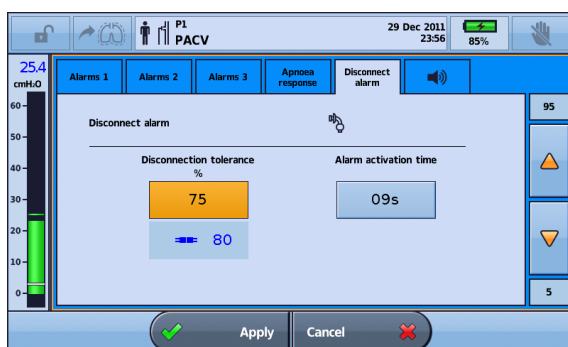 P1
PACV
29 Dec 2011
23:56
85%
25.4
cmH2O
Alarms 1
Alarms 2
Alarms 3
Apnoea
response
Disconnect
alarm
60
50
40
30
20
10
0
Disconnect alarm
Disconnection tolerance
%
Alarm activation time
75
09s
80
95
5
Apply
Cancel